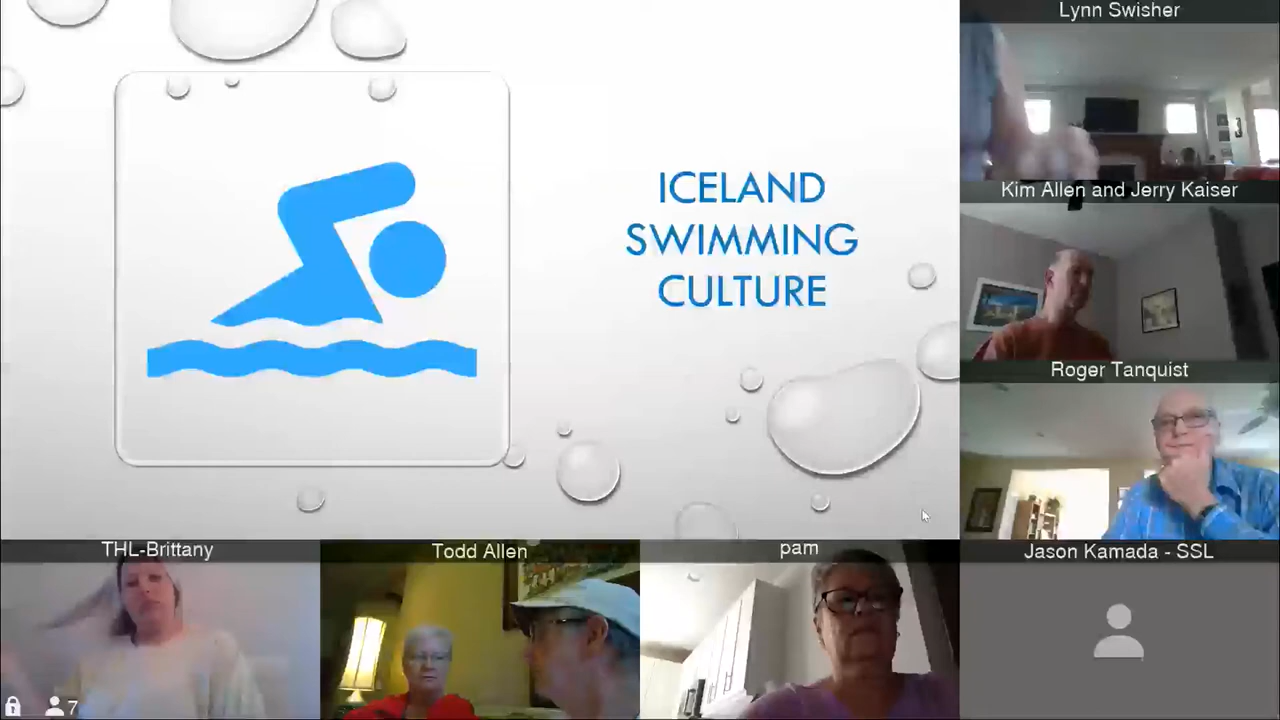 Lynn Swisher
ICELAND
SWIMMING
CULTURE
Kim Allen and Jerry Kaiser
Roger Tanquist
THL-Brittany
Todd Allen
pam
Jason Kamada - SSL
7